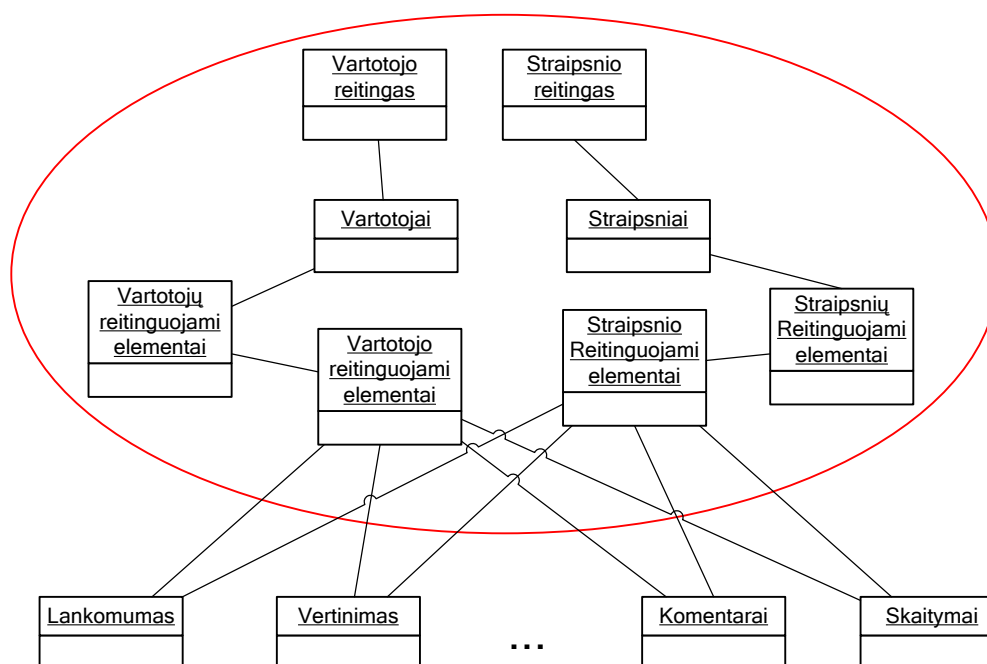 Vartotojo
reitingas
Straipsnio
reitingas
Vartotojai
Straipsniai
Vartotojų
reitinguojami
elementai
Vartotojo
reitinguojami
elementai
Straipsnio
Reitinguojami
elementai
Straipsnių
Reitinguojami
elementai
Lankomumas
Vertinimas
...
Komentarai
Skaitymai